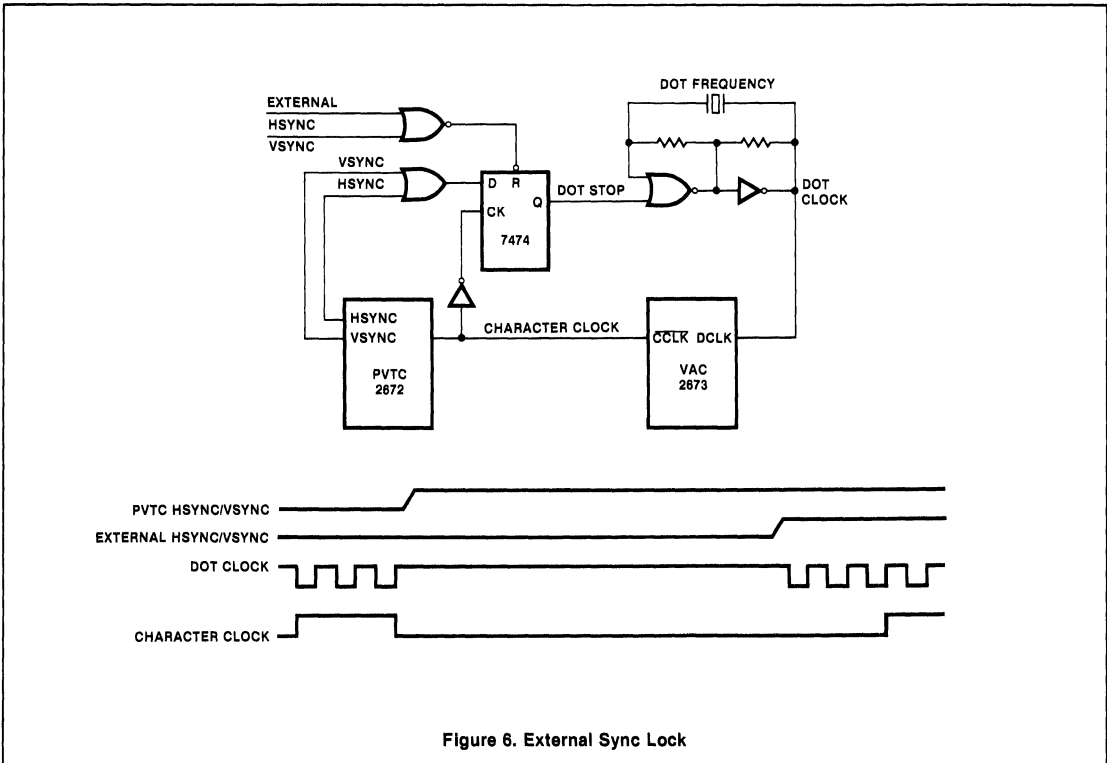 DOT FREQUENCY
EXTERNAL
HSYNC
VSYNC
VSYNC
HSYNC
D R
Q
CK
7474
DOT STOP
DOT
CLOCK
HSYNC
VSYNC
PVTC
2672
CHARACTER CLOCK
CCLK DCLK
VAC
2673
PVTC HSYNC/VSYNC
EXTERNAL HSYNC/VSYNC
DOT CLOCK
CHARACTER CLOCK
Figure 6. External Sync Lock